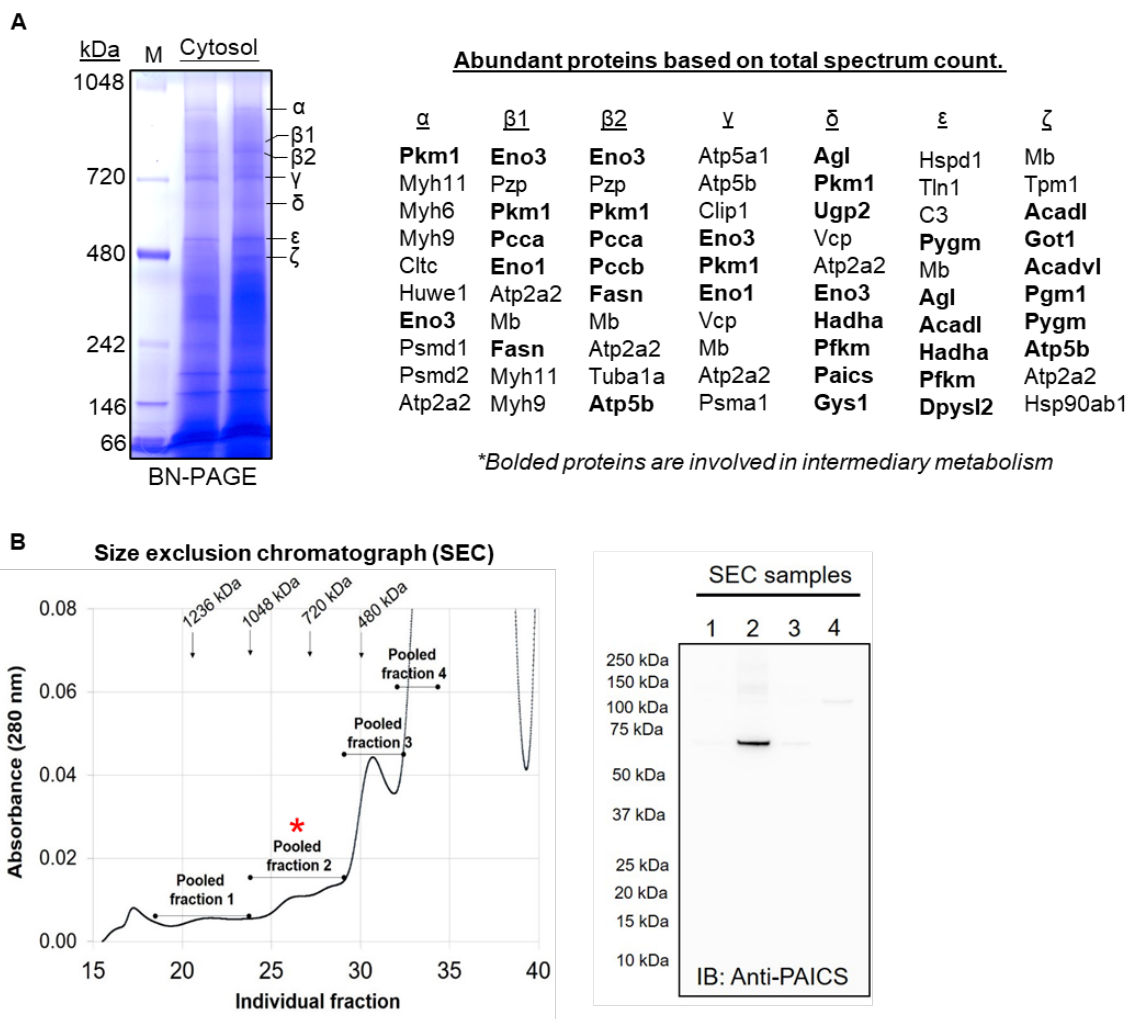 A
kDa M Cytosol
1048
720
480
242
146
66
α
β1
β2
γ
δ
ε
ζ
BN-PAGE
Abundant proteins based on total spectrum count.
α β1 β2 γ δ ε ζ
Pkm1 Eno3 Eno3 Atp5a1 Agl Hspd1 Mb
Myh11 Pzp Pzp Atp5b Pkm1 Tln1 Tpm1
Myh6 Pkm1 Pkm1 Clip1 Ugp2 C3 Acadl
Myh9 Pcca Pcca Eno3 Vcp Pygm Got1
Cltc Eno1 Pccb Pkm1 Atp2a2 Mb Acadvl
Huwe1 Atp2a2 Fasn Eno1 Eno3 Agl Pgm1
Eno3 Mb Mb Vcp Hadha Acadl Pygm
Psmd1 Fasn Atp2a2 Mb Pfkm Hadha Atp5b
Psmd2 Myh11 Tuba1a Atp2a2 Paics Pfkm Atp2a2
Atp2a2 Myh9 Atp5b Psma1 Gys1 Dpysl2 Hsp90ab1
*Bolded proteins are involved in intermediary metabolism
B
Size exclusion chromatograph (SEC)
1236 kDa 1048 kDa 720 kDa 480 kDa
Absorbance (280 nm)
0.08
0.06
0.04
0.02
0.00
Pooled
fraction 1
*
Pooled
fraction 2
Pooled
fraction 3
Pooled
fraction 4
15 20 25 30 35 40
Individual fraction
SEC samples
1 2 3 4
250 kDa
150 kDa
100 kDa
75 kDa
50 kDa
37 kDa
25 kDa
20 kDa
15 kDa
10 kDa
IB: Anti-PAICS